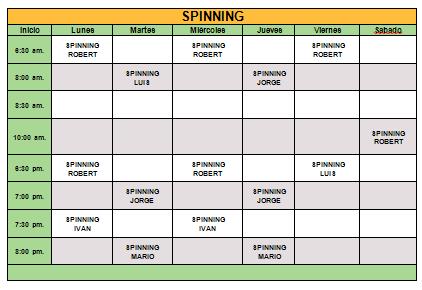 SPINNING
Inicio Lunes Martes Miércoles Jueves Viernes Sabado
6:30 am. SPINNING ROBERT SPINNING ROBERT SPINNING ROBERT
8:00 am. SPINNING LUIS SPINNING JORGE
8:30 am.
10:00 am. SPINNING ROBERT
6:30 pm. SPINNING ROBERT SPINNING ROBERT SPINNING LUIS
7:00 pm. SPINNING JORGE SPINNING JORGE
7:30 pm. SPINNING IVAN SPINNING IVAN
8:00 pm. SPINNING MARIO SPINNING MARIO